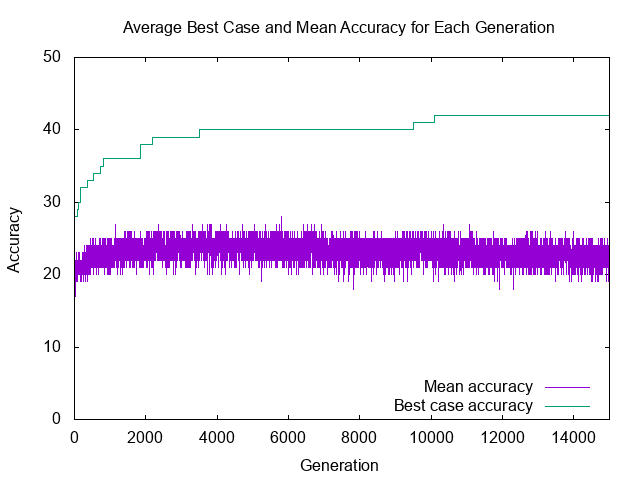 Average Best Case and Mean Accuracy for Each Generation
50
40
30
20
10
0
Accuracy
Mean accuracy
Best case accuracy
0 2000 4000 6000 8000 10000 12000 14000
Generation